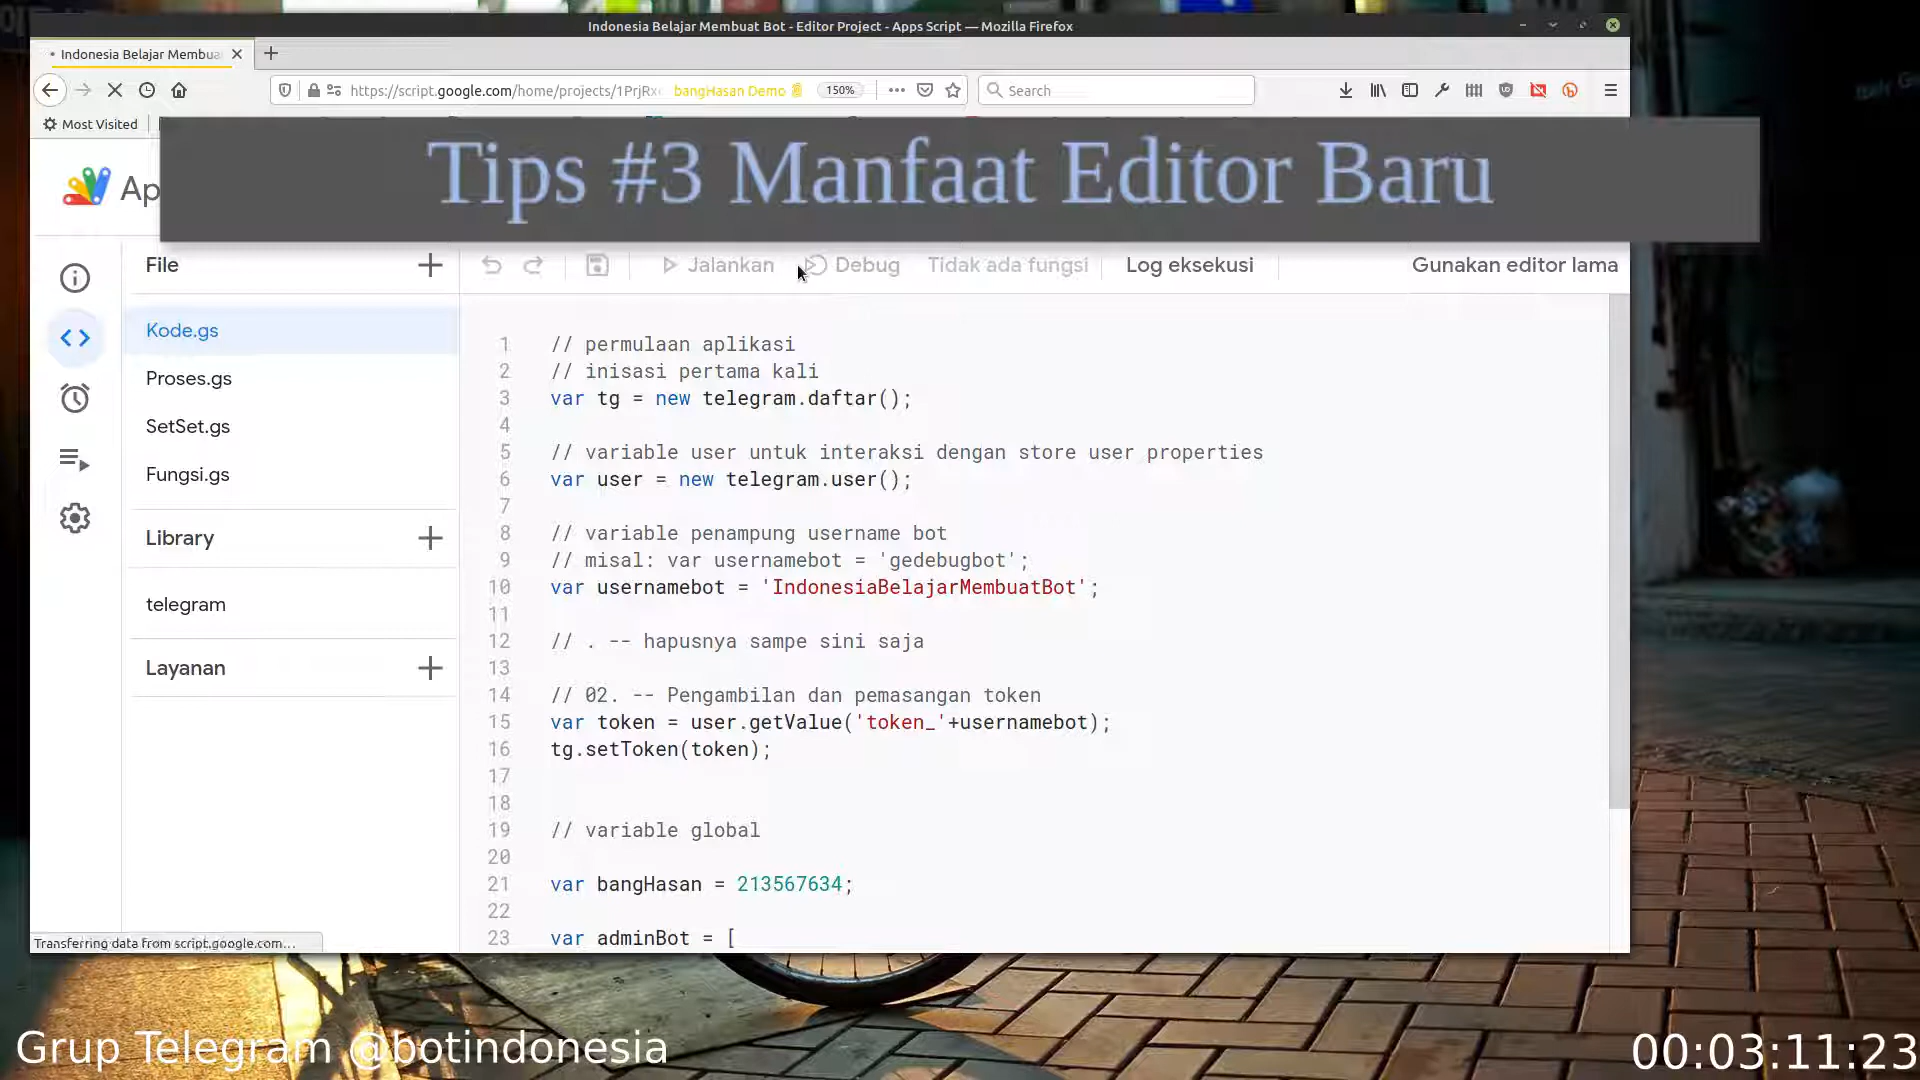 Indonesia Belajar Membuat Bot - Editor Project - Apps Script — Mozilla Firefox
Indonesia Belajar Membua
https://script.google.com/home/projects/1PrjRx
bangHasan Demo
150%
Search
Most Visited
Ap
Tips #3 Manfaat Editor Baru
File
Jalankan
Debug
Tidak ada fungsi
Log eksekusi
Gunakan editor lama
Kode.gs
Proses.gs
SetSet.gs
Fungsi.gs
Library
telegram
Layanan
1 // permulaan aplikasi
2 // inisasi pertama kali
3 var tg = new telegram.daftar();
4
5 // variable user untuk interaksi dengan store user properties
6 var user = new telegram.user();
7
8 // variable penampung username bot
9 // misal: var usernamebot = 'gedebugbot';
10 var usernamebot = 'IndonesiaBelajarMembuatBot';
11
12 // . -- hapusnya sampe sini saja
13
14 // 02. -- Pengambilan dan pemasangan token
15 var token = user.getValue('token_'+usernamebot);
16 tg.setToken(token);
17
18
19 // variable global
20
21 var bangHasan = 213567634;
22
23 var adminBot = [
Transferring data from script.google.com...
Grup Telegram @botindonesia
00:03:11:23